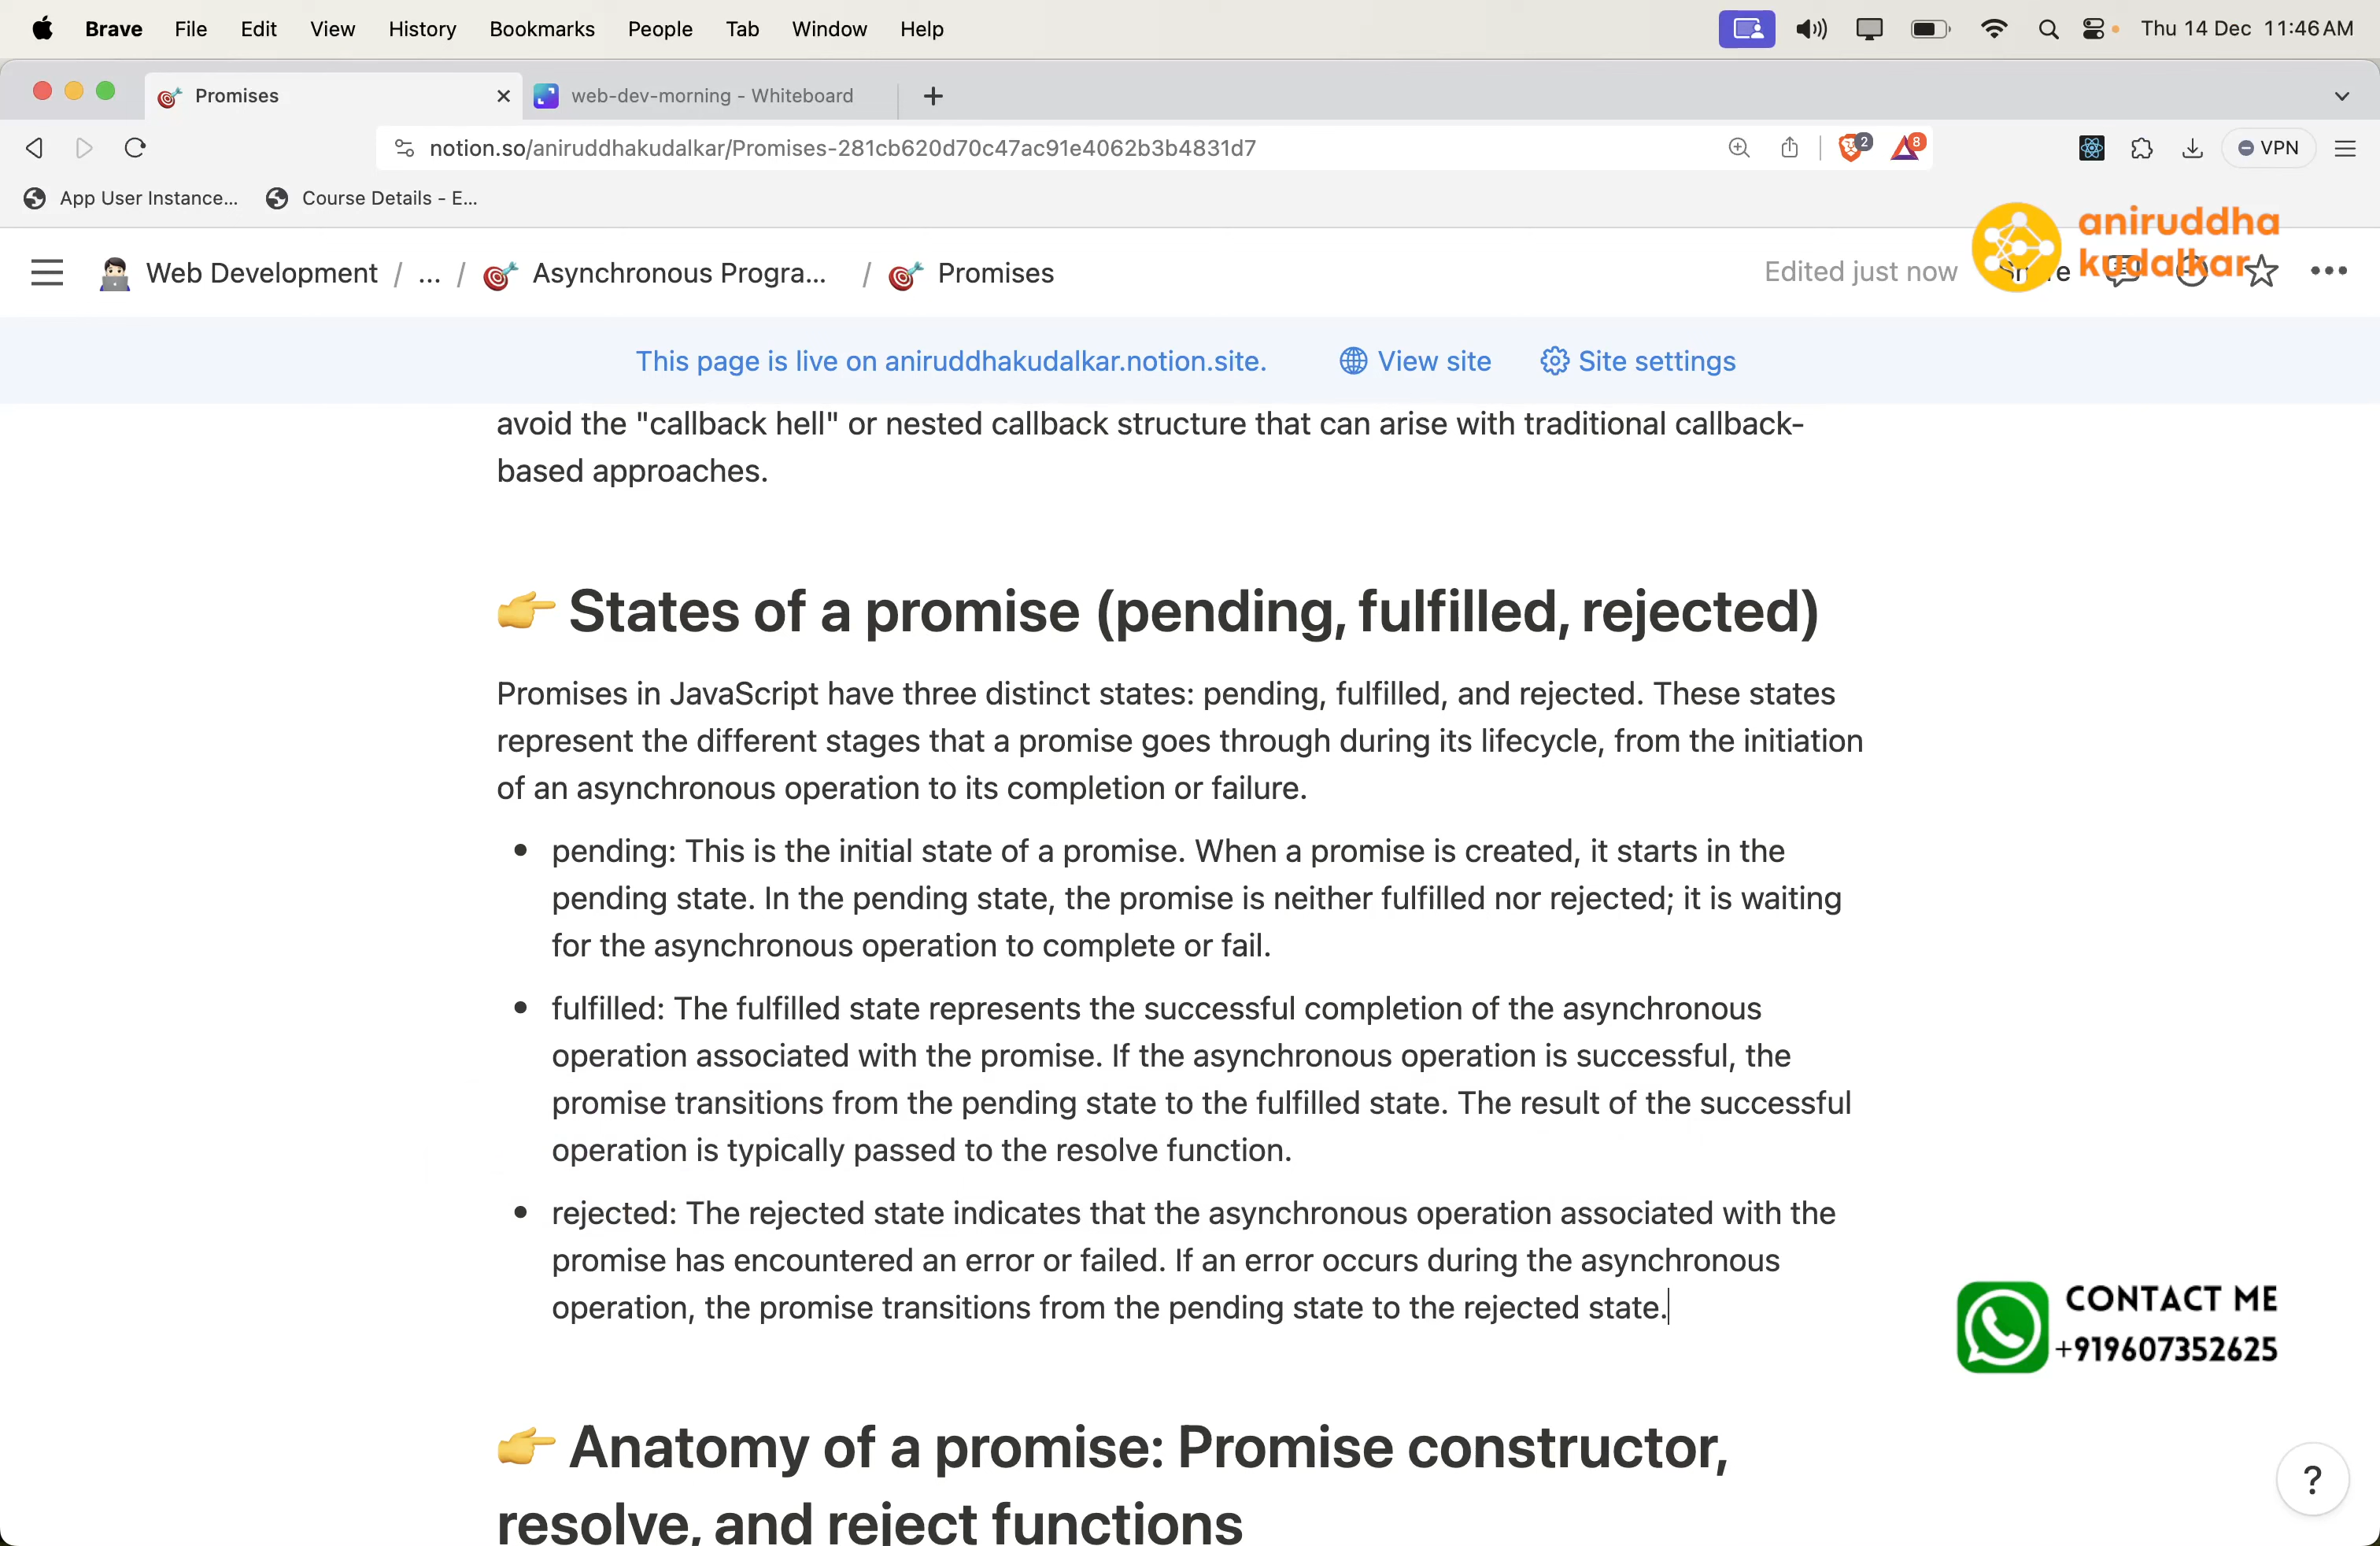 Brave File Edit View History Bookmarks People Tab Window Help Thu 14 Dec 11:46 AM
Promises web-dev-morning - Whiteboard
notion.so/aniruddhakudalkar/Promises-281cb620d70c47ac91e4062b3b4831d7 2 8 VPN
App User Instance... Course Details - E...
aniruddha
kudalkar
Web Development / ... / Asynchronous Progra... / Promises Edited just now
This page is live on aniruddhakudalkar.notion.site. View site Site settings
avoid the "callback hell" or nested callback structure that can arise with traditional callback-
based approaches.
👉 States of a promise (pending, fulfilled, rejected)
Promises in JavaScript have three distinct states: pending, fulfilled, and rejected. These states
represent the different stages that a promise goes through during its lifecycle, from the initiation
of an asynchronous operation to its completion or failure.
• pending: This is the initial state of a promise. When a promise is created, it starts in the
pending state. In the pending state, the promise is neither fulfilled nor rejected; it is waiting
for the asynchronous operation to complete or fail.
• fulfilled: The fulfilled state represents the successful completion of the asynchronous
operation associated with the promise. If the asynchronous operation is successful, the
promise transitions from the pending state to the fulfilled state. The result of the successful
operation is typically passed to the resolve function.
• rejected: The rejected state indicates that the asynchronous operation associated with the
promise has encountered an error or failed. If an error occurs during the asynchronous
operation, the promise transitions from the pending state to the rejected state.
CONTACT ME
+919607352625
👉 Anatomy of a promise: Promise constructor,
resolve, and reject functions
?